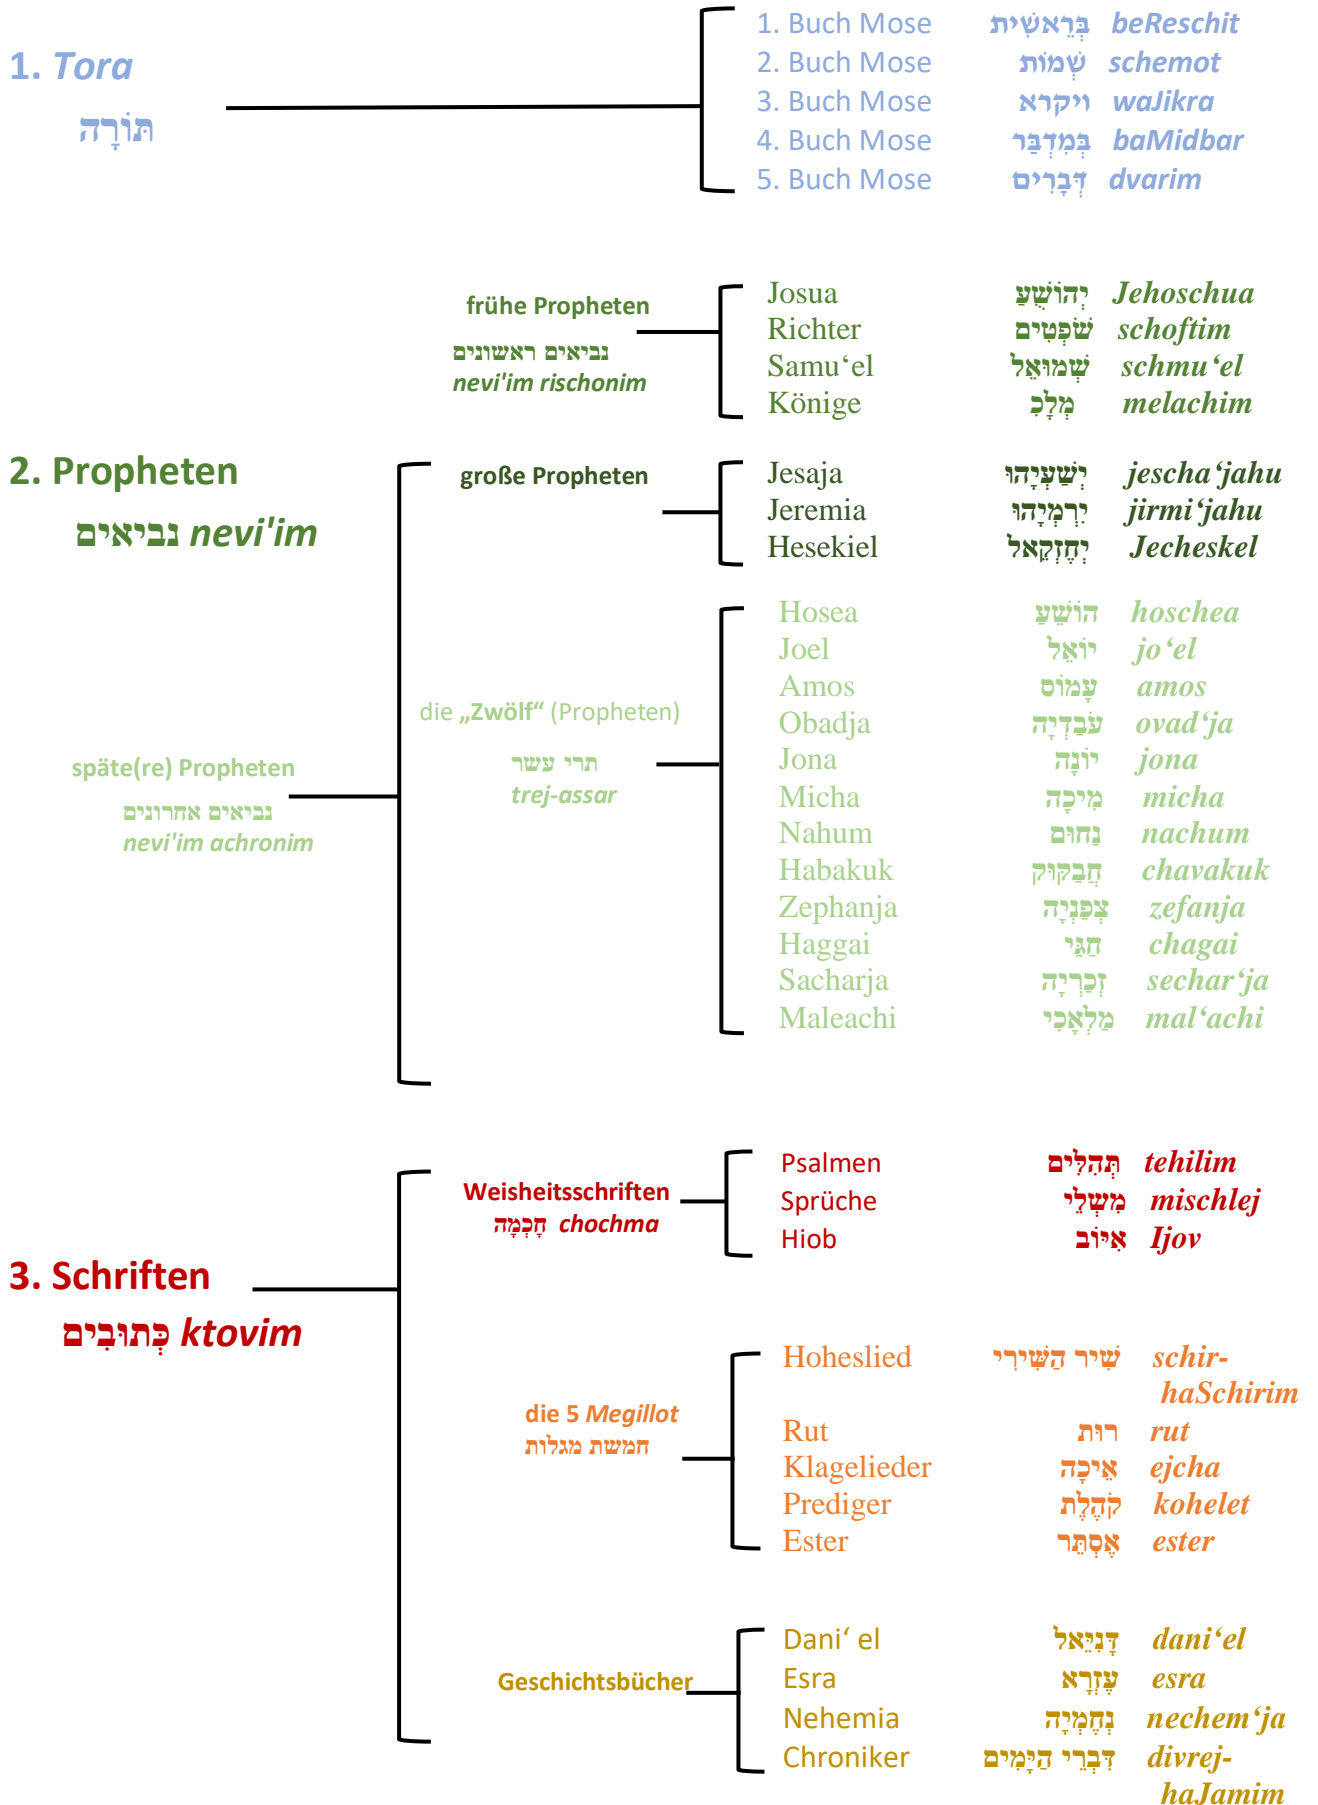 1. Tora
תּוֹרָה
1. Buch Mose בְּרֵאשִׁית beReschit
2. Buch Mose שְׁמוֹת schemot
3. Buch Mose ויקרא waJikra
4. Buch Mose בְּמִדְבַּר baMidbar
5. Buch Mose דְּבָרִים dvarim
frühe Propheten
נביאים ראשונים
nevi'im rischonim
Josua יְהוֹשֻׁעַ Jehoschua
Richter שֹׁפְטִים schoftim
Samu‘el שְׁמוּאֵל schmu‘el
Könige מְלָכִ melachim
2. Propheten
נביאים nevi'im
große Propheten
Jesaja יְשַׁעְיָהוּ jescha‘jahu
Jeremia יִרְמְיָהוּ jirmi‘jahu
Hesekiel יְחֶזְקֵאל Jecheskel
späte(re) Propheten
נביאים אחרונים
nevi'im achronim
die „Zwölf“ (Propheten)
תרי עשר
trej-assar
Hosea הוֹשֵׁעַ hoschea
Joel יוֹאֵל jo‘el
Amos עָמוֹס amos
Obadja עֹבַדְיָה ovad‘ja
Jona יוֹנָה jona
Micha מִיכָה micha
Nahum נַחוּם nachum
Habakuk חֲבַקּוּק chavakuk
Zephanja צְפַנְיָה zefanja
Haggai חַגַּי chagai
Sacharja זְכַרְיָה sechar‘ja
Maleachi מַלְאָכִי mal‘achi
3. Schriften
כְּתוּבִים ktovim
Weisheitsschriften
חָכְמָה chochma
Psalmen תְּהִלִּים tehilim
Sprüche מִשְׁלֵי mischlej
Hiob אִיּוֹב Ijov
die 5 Megillot
חמשת מגלות
Hoheslied שִׁיר הַשִּׁירִי schir-
haSchirim
Rut רוּת rut
Klagelieder אֵיכָה ejcha
Prediger קֹהֶלֶת kohelet
Ester אֶסְתֵּר ester
Geschichtsbücher
Dani‘ el דָּנִיֵּאל dani‘el
Esra עֶזְרָא esra
Nehemia נְחֶמְיָה nechem‘ja
Chroniker דִּבְרֵי הַיָּמִים divrej-
haJamim